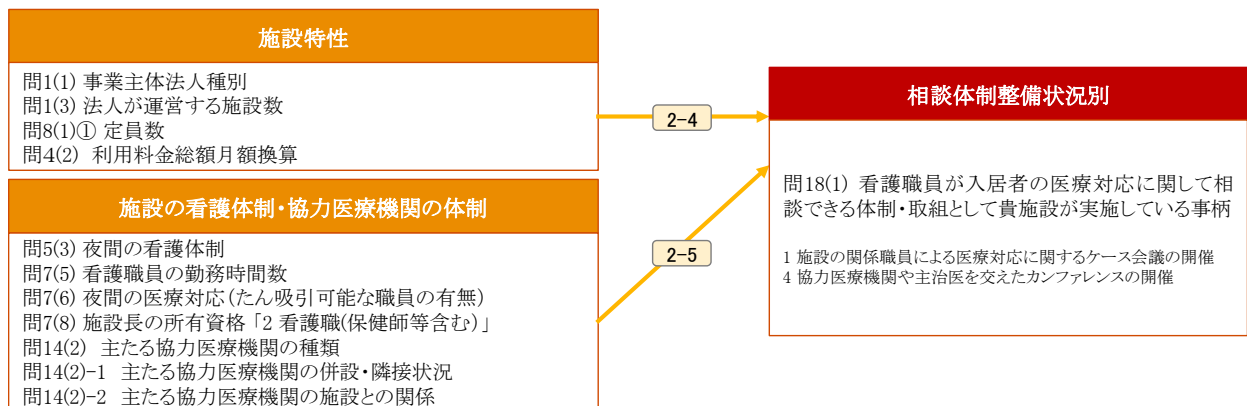 施設特性
問1(1) 事業主体法人種別
問1(3) 法人が運営する施設数
問8(1)① 定員数
問4(2) 利用料金総額月額換算
施設の看護体制・協力医療機関の体制
問5(3) 夜間の看護体制
問7(5) 看護職員の勤務時間数
問7(6) 夜間の医療対応(たん吸引可能な職員の有無)
問7(8) 施設長の所有資格 「2 看護職(保健師等含む)」
問14(2) 主たる協力医療機関の種類
問14(2)-1 主たる協力医療機関の併設・隣接状況
問14(2)-2 主たる協力医療機関の施設との関係
2-4
2-5
相談体制整備状況別
問18(1) 看護職員が入居者の医療対応に関して相
談できる体制・取組として貴施設が実施している事柄
1 施設の関係職員による医療対応に関するケース会議の開催
4 協力医療機関や主治医を交えたカンファレンスの開催